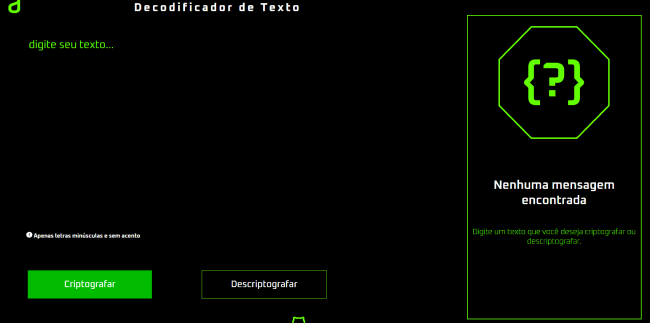 Decodificador de Texto
digite seu texto...
{?}
Nenhuma mensagem
encontrada
Digite um texto que você deseja criptografar ou
descriptografar.
Apenas letras minúsculas e sem acento
Criptografar
Descriptografar